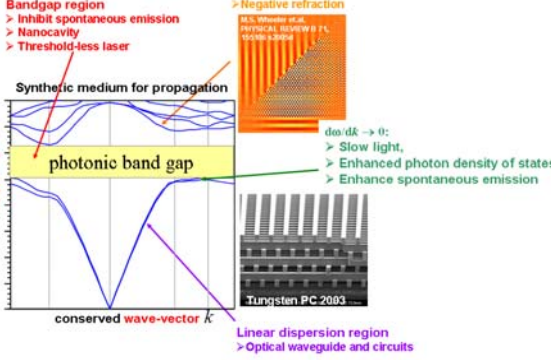 Bandgap region
➢ Inhibit spontaneous emission
➢ Nanocavity
➢ Threshold-less laser
➢Negative refraction
M.S. Wheeler et al.
PHYSICAL REVIEW B 71,
Synthetic medium for propagation
dω/dk → 0:
➢ Slow light,
➢ Enhanced photon density of states
➢ Enhance spontaneous emission
photonic band gap
Tungsten PC 2003
conserved wave-vector k
Linear dispersion region
➢Optical waveguide and circuits